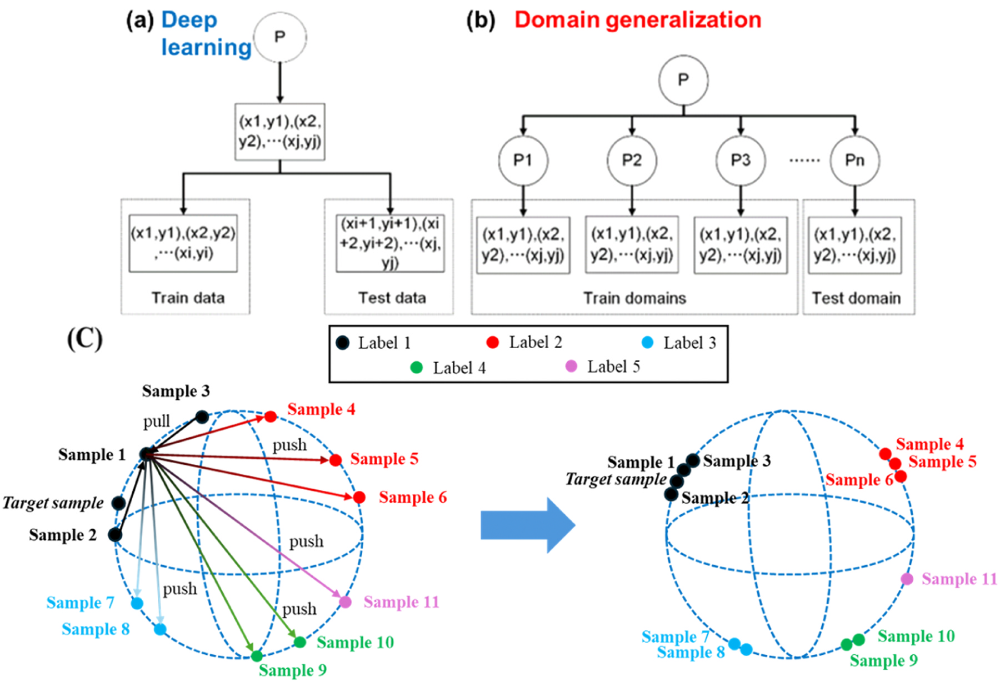 (a) Deep
learning
P
(x1,y1),(x2,
y2),···(xj,yj)
(x1,y1),(x2,y2)
,···(xi,yi)
Train data
(xi+1,yi+1),(xi
+2,yi+2),···(xj,
yj)
Test data
(b) Domain generalization
P
P1
P2
P3
······
Pn
(x1,y1),(x2,
y2),···(xj,yj)
(x1,y1),(x2,
y2),···(xj,yj)
(x1,y1),(x2,
y2),···(xj,yj)
(x1,y1),(x2,
y2),···(xj,yj)
Train domains
Test domain
(C)
Label 1
Label 2
Label 3
Label 4
Label 5
Sample 3
pull
Sample 4
Sample 1
push
Sample 5
Sample 6
Target sample
Sample 2
push
push
Sample 7
Sample 11
push
Sample 8
Sample 10
Sample 9
Sample 4
Sample 1
Sample 3
Sample 5
Target sample
Sample 6
Sample 2
Sample 11
Sample 7
Sample 10
Sample 8
Sample 9